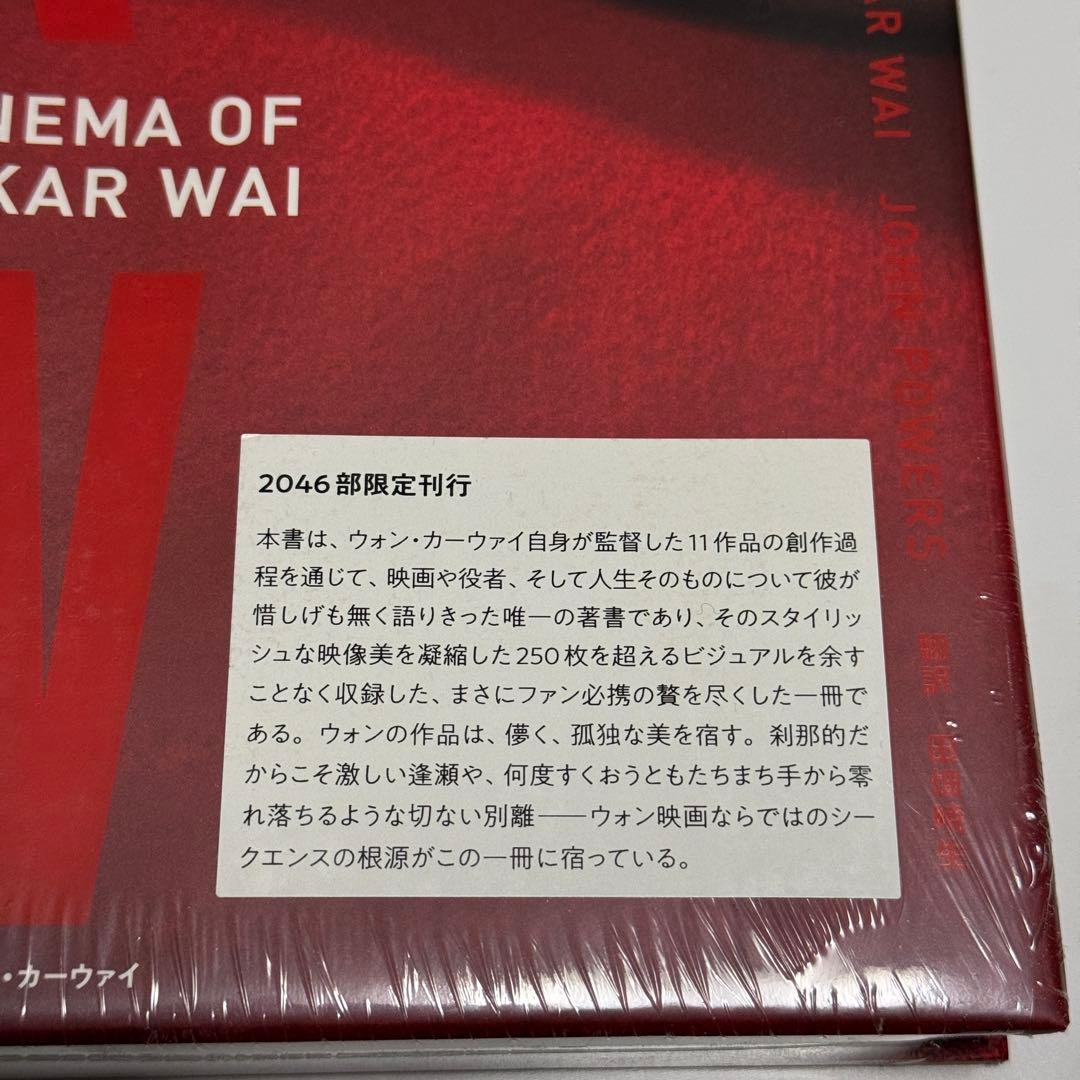 NEMA OF
KAR WAI
2046部限定刊行
本書は、ウォン・カーウァイ自身が監督した11作品の創作過
程を通じて、映画や役者、そして人生そのものについて彼が
惜しげも無く語りきった唯一の著書であり、そのスタイリッ
シュな映像美を凝縮した250枚を超えるビジュアルを余す
ことなく収録した、まさにファン必携の贅を尽くした一冊で
ある。ウォンの作品は、儚く、孤独な美を宿す。刹那的だ
からこそ激しい逢瀬や、何度すくおうともたちまち手から零
れ落ちるような切ない別離——ウォン映画ならではのシー
クエンスの根源がこの一冊に宿っている。
・カーウァイ
AR WAI JOHN POWERS 翻訳